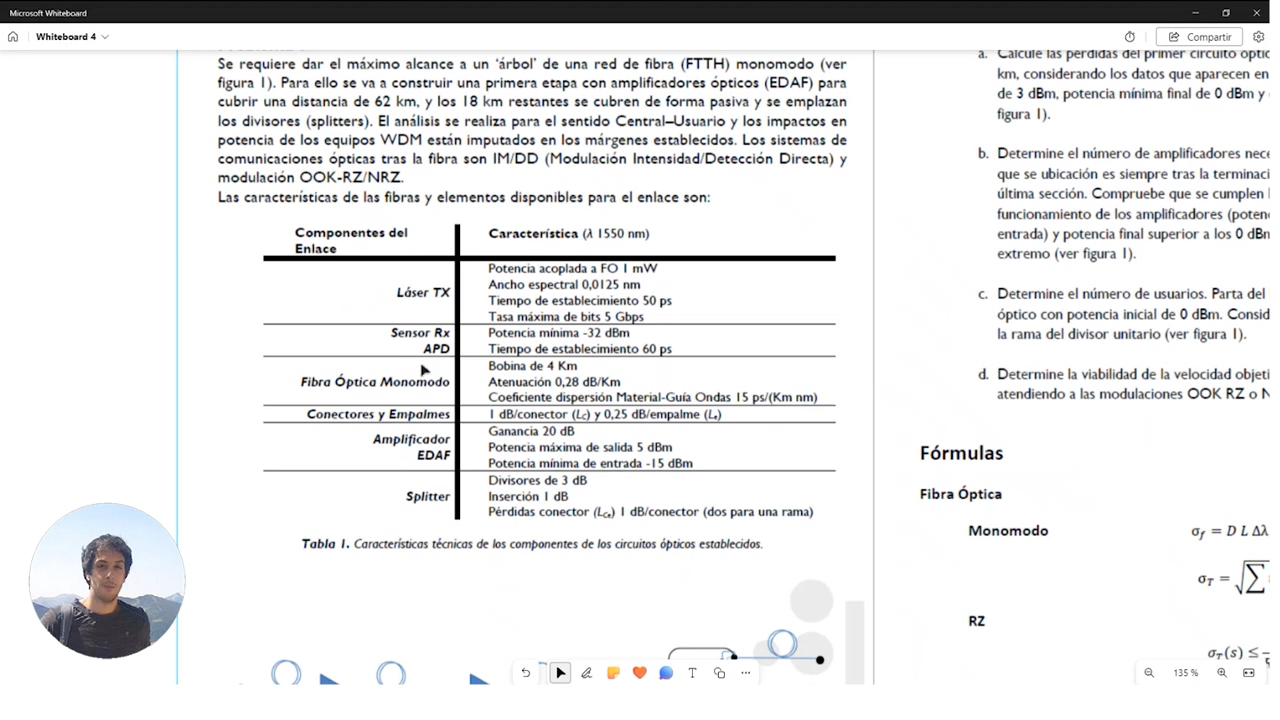 Microsoft Whiteboard
Whiteboard 4
Compartir
Se requiere dar el máximo alcance a un 'árbol' de una red de fibra (FTTH) monomodo (ver
figura 1). Para ello se va a construir una primera etapa con amplificadores ópticos (EDAF) para
cubrir una distancia de 62 km, y los 18 km restantes se cubren de forma pasiva y se emplazan
los divisores (splitters). El análisis se realiza para el sentido Central–Usuario y los impactos en
potencia de los equipos WDM están imputados en los márgenes establecidos. Los sistemas de
comunicaciones ópticas tras la fibra son IM/DD (Modulación Intensidad/Detección Directa) y
modulación OOK-RZ/NRZ.
Las características de las fibras y elementos disponibles para el enlace son:
Componentes del
Enlace
Característica (λ 1550 nm)
Láser TX
Potencia acoplada a FO 1 mW
Ancho espectral 0,0125 nm
Tiempo de establecimiento 50 ps
Tasa máxima de bits 5 Gbps
Sensor Rx
APD
Potencia mínima -32 dBm
Tiempo de establecimiento 60 ps
Fibra Óptica Monomodo
Bobina de 4 Km
Atenuación 0,28 dB/Km
Coeficiente dispersión Material-Guía Ondas 15 ps/(Km nm)
Conectores y Empalmes
1 dB/conector (Lc) y 0,25 dB/empalme (Le)
Amplificador
EDAF
Ganancia 20 dB
Potencia máxima de salida 5 dBm
Potencia mínima de entrada -15 dBm
Splitter
Divisores de 3 dB
Inserción 1 dB
Pérdidas conector (Lce) 1 dB/conector (dos para una rama)
Tabla 1. Características técnicas de los componentes de los circuitos ópticos establecidos.
a. Calcule las pérdidas del primer circuito óptic
km, considerando los datos que aparecen en
de 3 dBm, potencia mínima final de 0 dBm y
figura 1).
b. Determine el número de amplificadores nece
que se ubicación es siempre tras la terminaci
última sección. Compruebe que se cumplen l
funcionamiento de los amplificadores (poten
entrada) y potencia final superior a los 0 dBm
extremo (ver figura 1).
c. Determine el número de usuarios. Parta del
óptico con potencia inicial de 0 dBm. Consid
la rama del divisor unitario (ver figura 1).
d. Determine la viabilidad de la velocidad objeti
atendiendo a las modulaciones OOK RZ o N
Fórmulas
Fibra Óptica
Monomodo
σf = D L Δλ
σT = √∑
RZ
σT(s) ≤
135 %